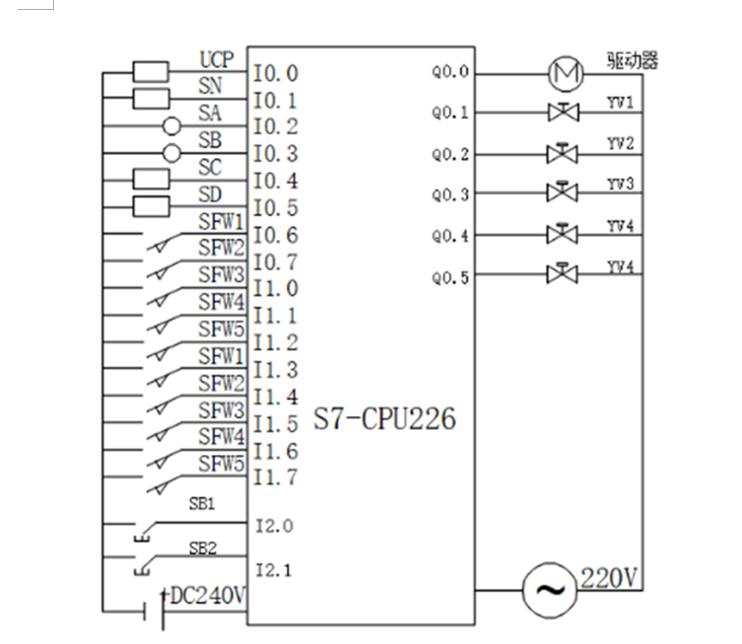 UCP
I0.0
SN
I0.1
SA
I0.2
SB
I0.3
SC
I0.4
SD
I0.5
SFW1
I0.6
SFW2
I0.7
SFW3
I1.0
SFW4
I1.1
SFW5
I1.2
SFW1
I1.3
SFW2
I1.4
SFW3
I1.5
SFW4
I1.6
SFW5
I1.7
SB1
I2.0
SB2
I2.1
+DC240V
S7-CPU226
Q0.0
驱动器
M
Q0.1
YV1
Q0.2
YV2
Q0.3
YV3
Q0.4
YV4
Q0.5
YV4
~
220V